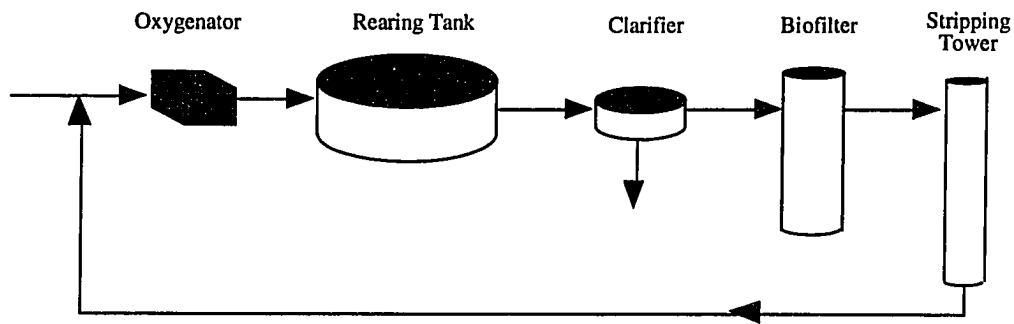 Oxygenator
Rearing Tank
Clarifier
Biofilter
Stripping
Tower